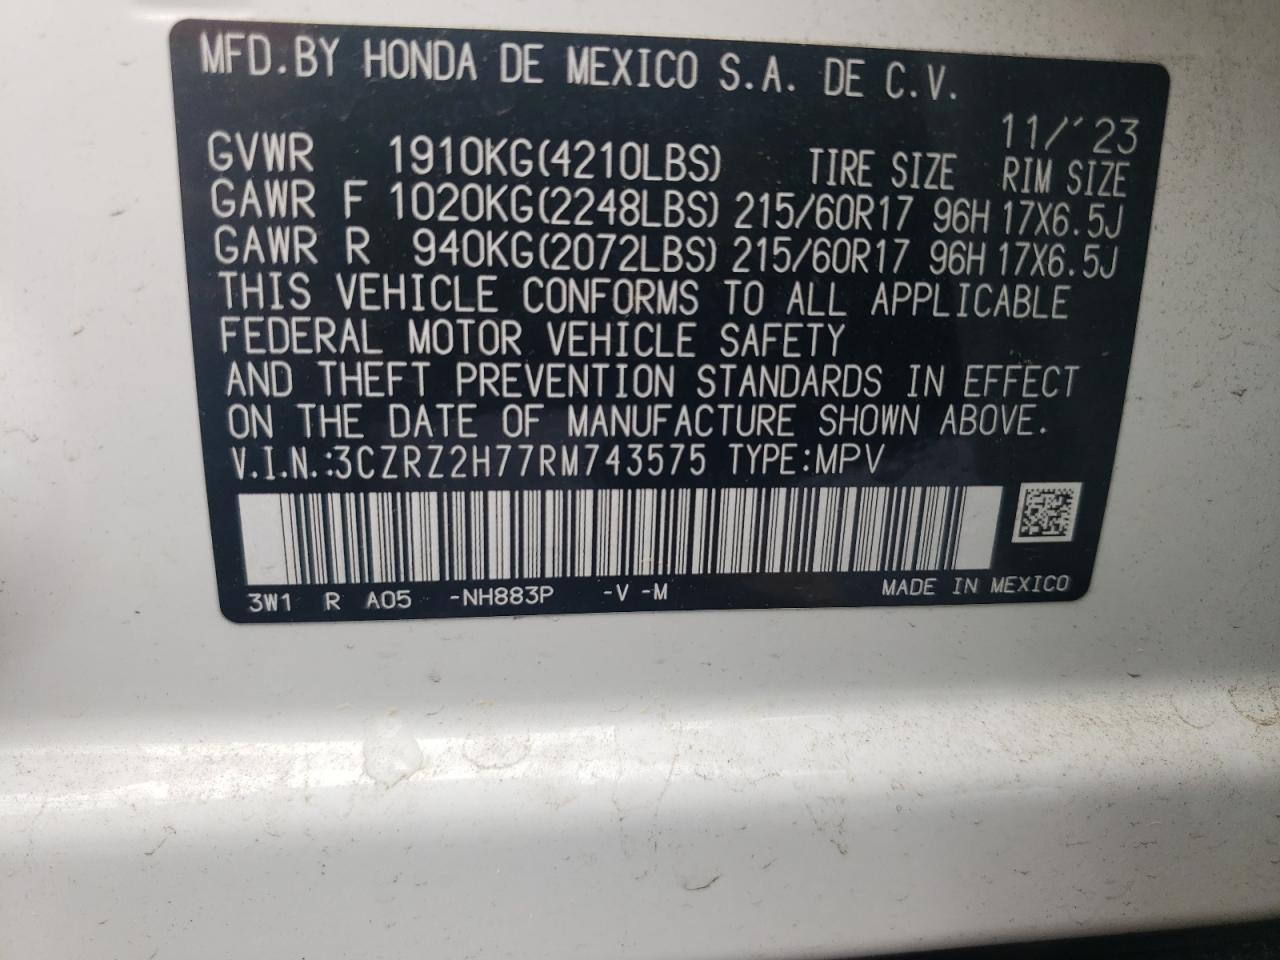 MFD.BY HONDA DE MEXICO S.A. DE C.V.
11/'23
GVWR 1910KG(4210LBS) TIRE SIZE RIM SIZE
GAWR F 1020KG(2248LBS) 215/60R17 96H 17X6.5J
GAWR R 940KG(2072LBS) 215/60R17 96H 17X6.5J
THIS VEHICLE CONFORMS TO ALL APPLICABLE
FEDERAL MOTOR VEHICLE SAFETY
AND THEFT PREVENTION STANDARDS IN EFFECT
ON THE DATE OF MANUFACTURE SHOWN ABOVE.
V.I.N.:3CZRZ2H77RM743575 TYPE:MPV
3W1 R A05 -NH883P -V -M MADE IN MEXICO